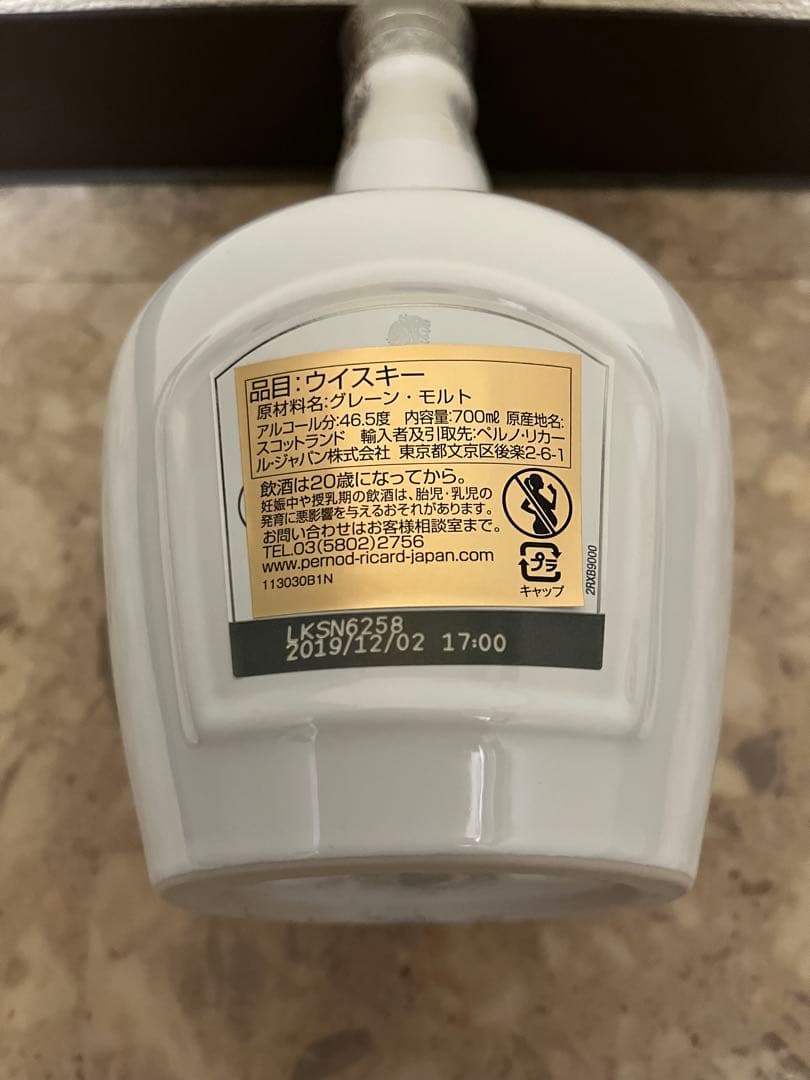 品目:ウイスキー
原材料名:グレーン・モルト
アルコール分:46.5度 内容量:700㎖ 原産地名:
スコットランド 輸入者及引取先:ペルノ・リカー
ル・ジャパン株式会社 東京都文京区後楽2-6-1
飲酒は20歳になってから。
妊娠中や授乳期の飲酒は、胎児・乳児の
発育に悪影響を与えるおそれがあります。
お問い合わせはお客様相談室まで。
TEL.03(5802)2756
www.pernod-ricard-japan.com
113030B1N
プラ
キャップ
2RXB9000
LKSN6258
2019/12/02 17:00